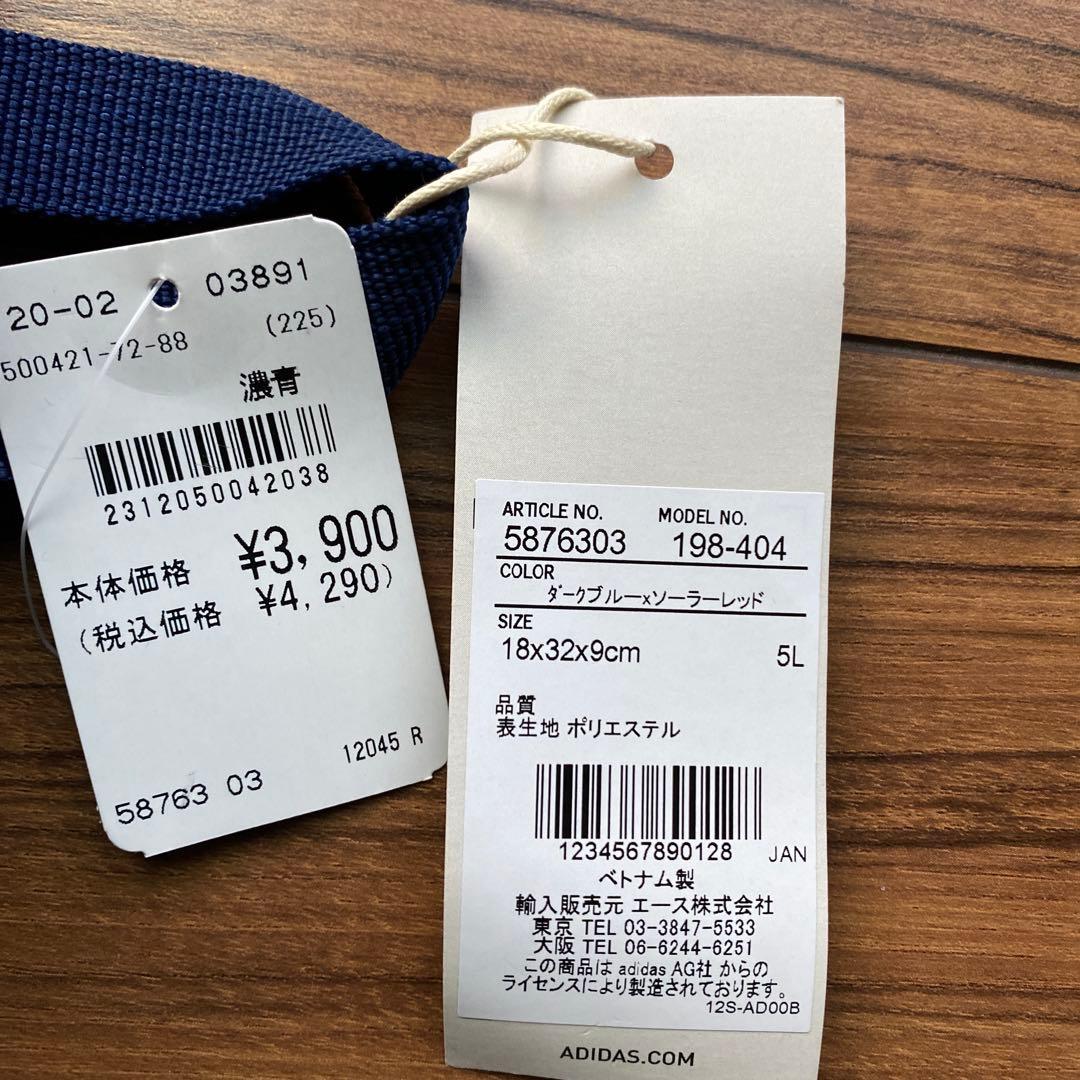 20-02 03891
500421-72-88 (225)
濃青
2312050042038
本体価格 ¥3,900
(税込価格 ¥4,290)
12045 R
58763 03
ARTICLE NO. MODEL NO.
5876303 198-404
COLOR
ダークブルーxソーラーレッド
SIZE
18x32x9cm 5L
品質
表生地 ポリエステル
1234567890128 JAN
ベトナム製
輸入販売元 エース株式会社
東京 TEL 03-3847-5533
大阪 TEL 06-6244-6251
この商品は adidas AG社 からの
ライセンスにより製造されております。
12S-AD00B
ADIDAS.COM